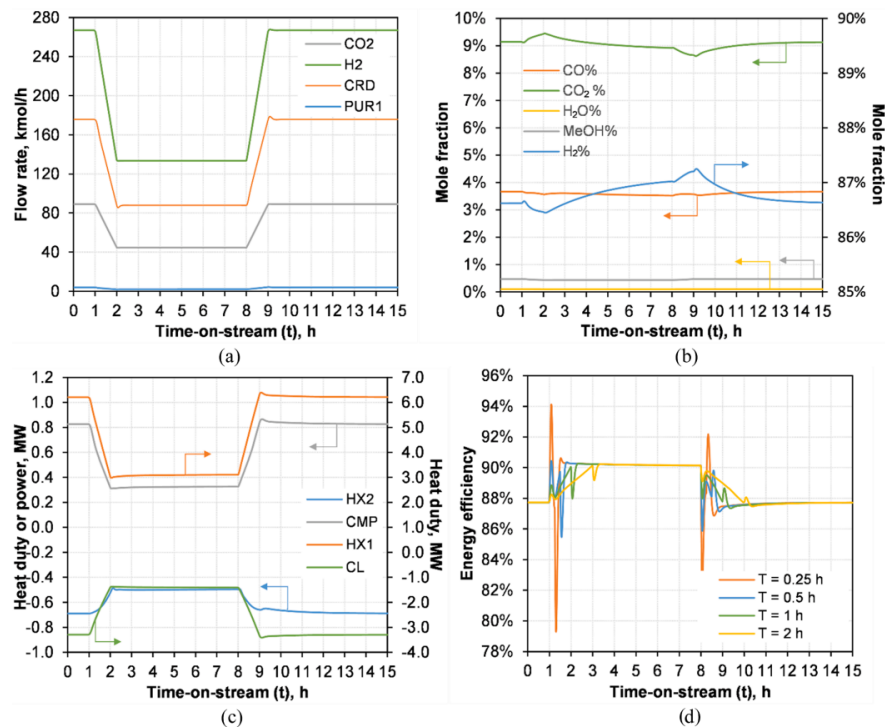 280
240
200
160
120
80
40
0
Flow rate, kmol/h
CO2
H2
CRD
PUR1
0 1 2 3 4 5 6 7 8 9 10 11 12 13 14 15
Time-on-stream (t), h
(a)
10%
9%
8%
7%
6%
5%
4%
3%
2%
1%
0%
Mole fraction
CO%
CO₂ %
H₂O%
MeOH%
H₂%
90%
89%
88%
87%
86%
85%
Mole fraction
0 1 2 3 4 5 6 7 8 9 10 11 12 13 14 15
Time-on-stream (t), h
(b)
1.2
1.0
0.8
0.6
0.4
0.2
0.0
-0.2
-0.4
-0.6
-0.8
-1.0
Heat duty or power, MW
7.0
6.0
5.0
4.0
3.0
2.0
1.0
0.0
-1.0
-2.0
-3.0
-4.0
Heat duty, MW
HX2
CMP
HX1
CL
0 1 2 3 4 5 6 7 8 9 10 11 12 13 14 15
Time-on-stream (t), h
(c)
96%
94%
92%
90%
88%
86%
84%
82%
80%
78%
Energy efficiency
T = 0.25 h
T = 0.5 h
T = 1 h
T = 2 h
0 1 2 3 4 5 6 7 8 9 10 11 12 13 14 15
Time-on-stream (t), h
(d)